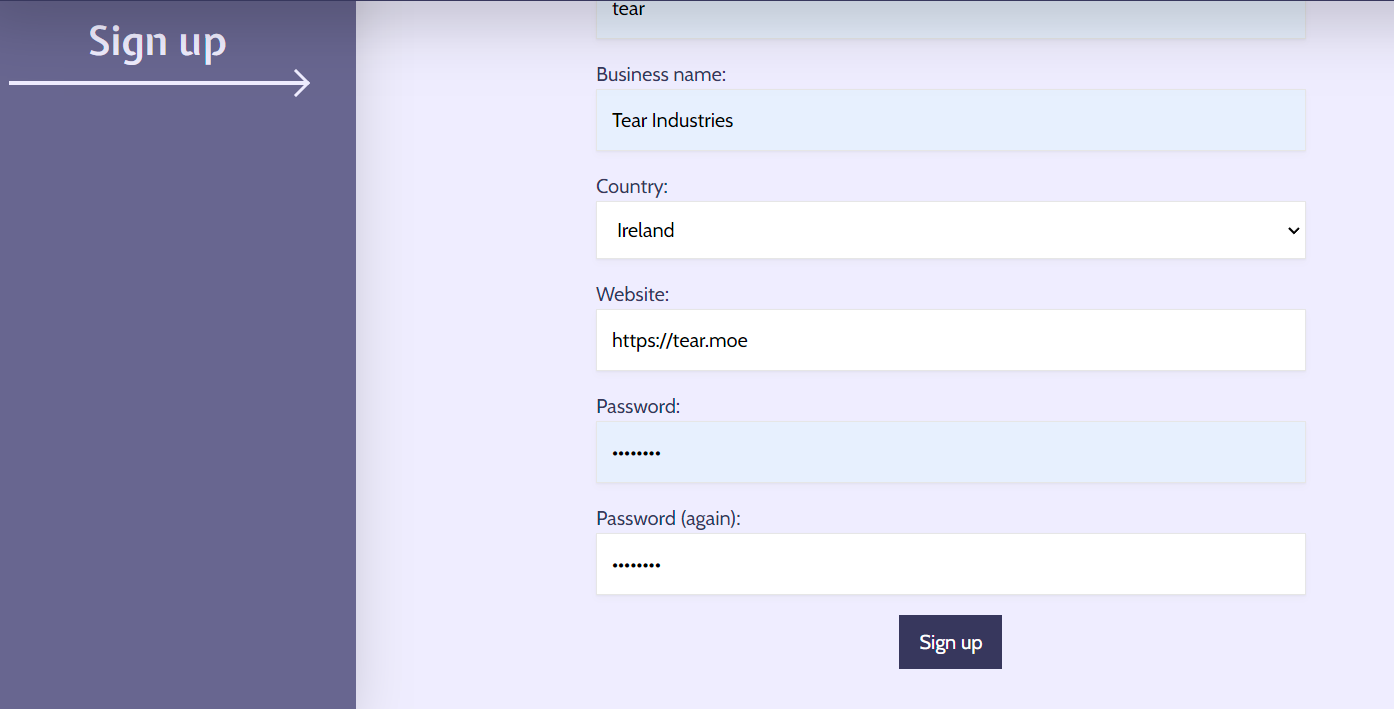 Sign up
tear
Business name:
Tear Industries
Country:
Ireland
Website:
https://tear.moe
Password:
••••••••
Password (again):
••••••••
Sign up